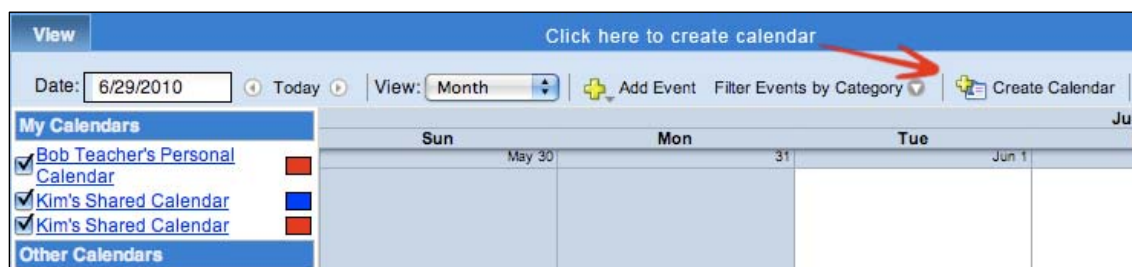 View
Click here to create calendar
Date: 6/29/2010 Today View: Month Add Event Filter Events by Category Create Calendar
My Calendars
Bob Teacher's Personal
Calendar
Kim's Shared Calendar
Kim's Shared Calendar
Other Calendars
Ju
Sun Mon Tue
May 30 31 Jun 1